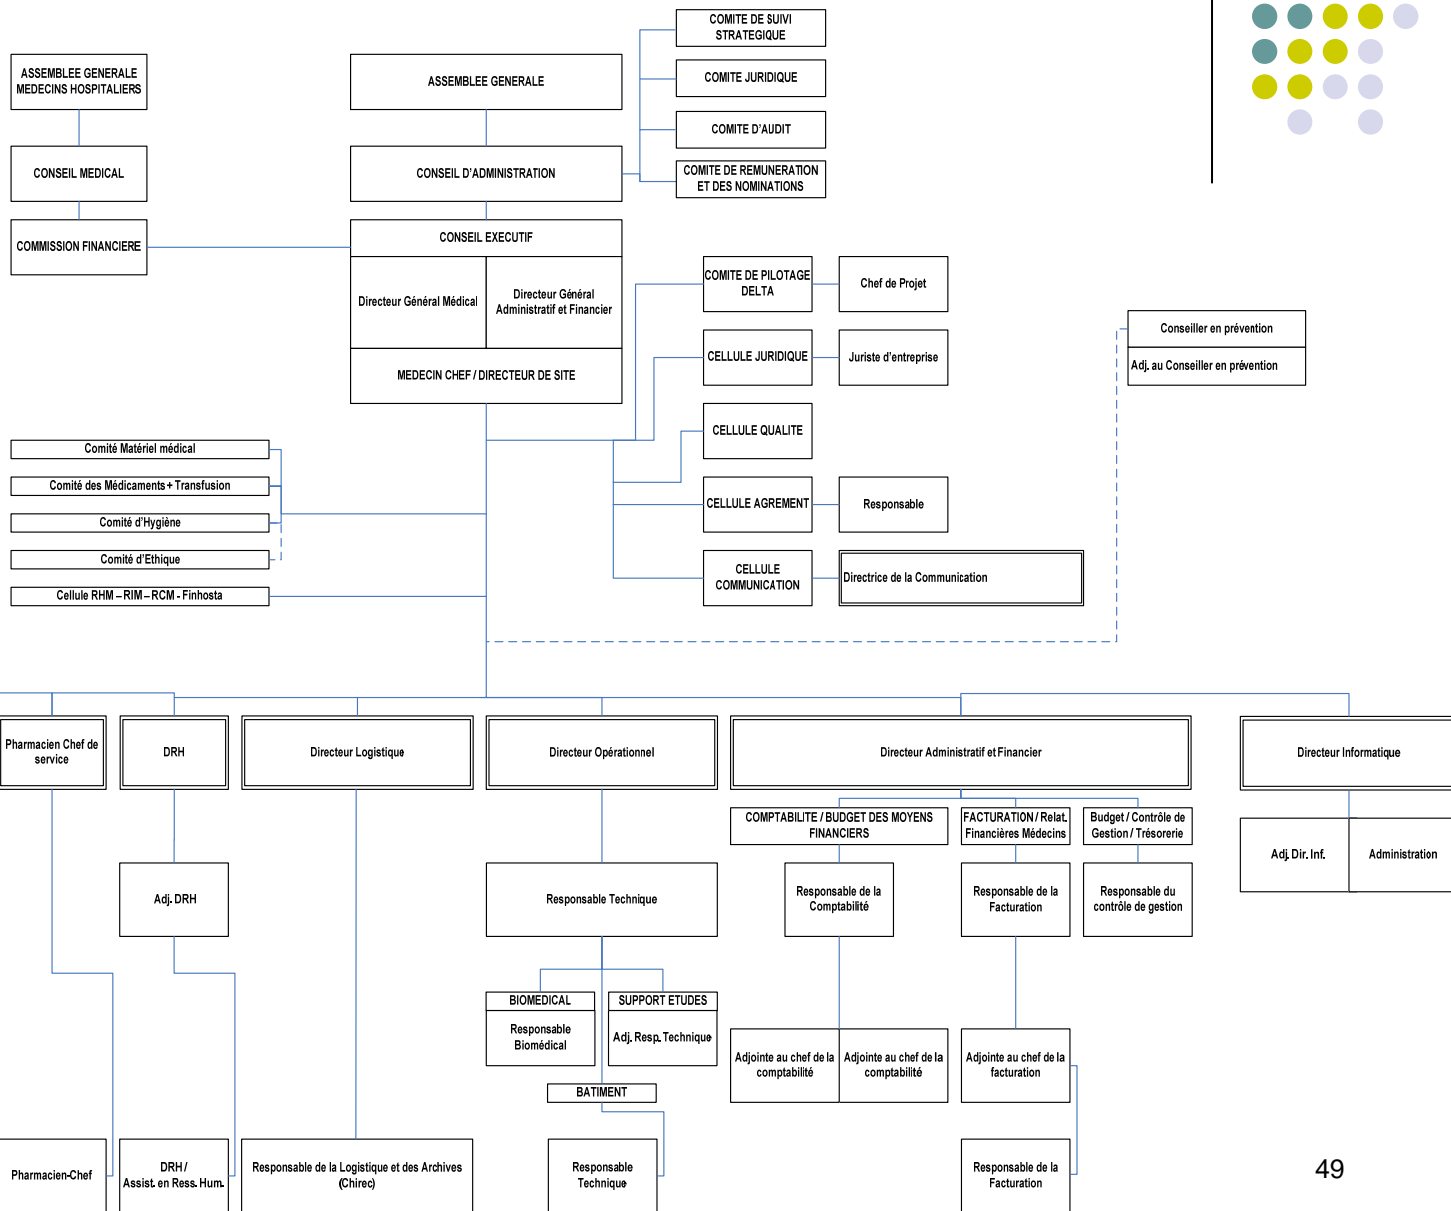 COMITE DE SUIVI
STRATEGIQUE
ASSEMBLEE GENERALE
MEDECINS HOSPITALIERS
ASSEMBLEE GENERALE
COMITE JURIDIQUE
COMITE D'AUDIT
CONSEIL MEDICAL
CONSEIL D'ADMINISTRATION
COMITE DE REMUNERATION
ET DES NOMINATIONS
COMMISSION FINANCIERE
CONSEIL EXECUTIF
Directeur Général Médical
Directeur Général
Administratif et Financier
MEDECIN CHEF / DIRECTEUR DE SITE
COMITE DE PILOTAGE
DELTA
Chef de Projet
CELLULE JURIDIQUE
Juriste d'entreprise
Conseiller en prévention
Adj. au Conseiller en prévention
CELLULE QUALITE
CELLULE AGREMENT
Responsable
CELLULE
COMMUNICATION
Directrice de la Communication
Comité Matériel médical
Comité des Médicaments + Transfusion
Comité d'Hygiène
Comité d'Ethique
Cellule RHM – RIM – RCM - Finhosta
Pharmacien Chef de
service
DRH
Directeur Logistique
Directeur Opérationnel
Directeur Administratif et Financier
Directeur Informatique
COMPTABILITE / BUDGET DES MOYENS
FINANCIERS
FACTURATION / Relat.
Financières Médecins
Budget / Contrôle de
Gestion / Trésorerie
Adj. Dir. Inf.
Administration
Adj. DRH
Responsable Technique
Responsable de la
Comptabilité
Responsable de la
Facturation
Responsable du
contrôle de gestion
BIOMEDICAL
Responsable
Biomédical
SUPPORT ETUDES
Adj. Resp. Technique
Adjointe au chef de la
comptabilité
Adjointe au chef de la
comptabilité
Adjointe au chef de la
facturation
BATIMENT
Pharmacien-Chef
DRH /
Assist. en Ress. Hum.
Responsable de la Logistique et des Archives
(Chirec)
Responsable
Technique
Responsable de la
Facturation
49